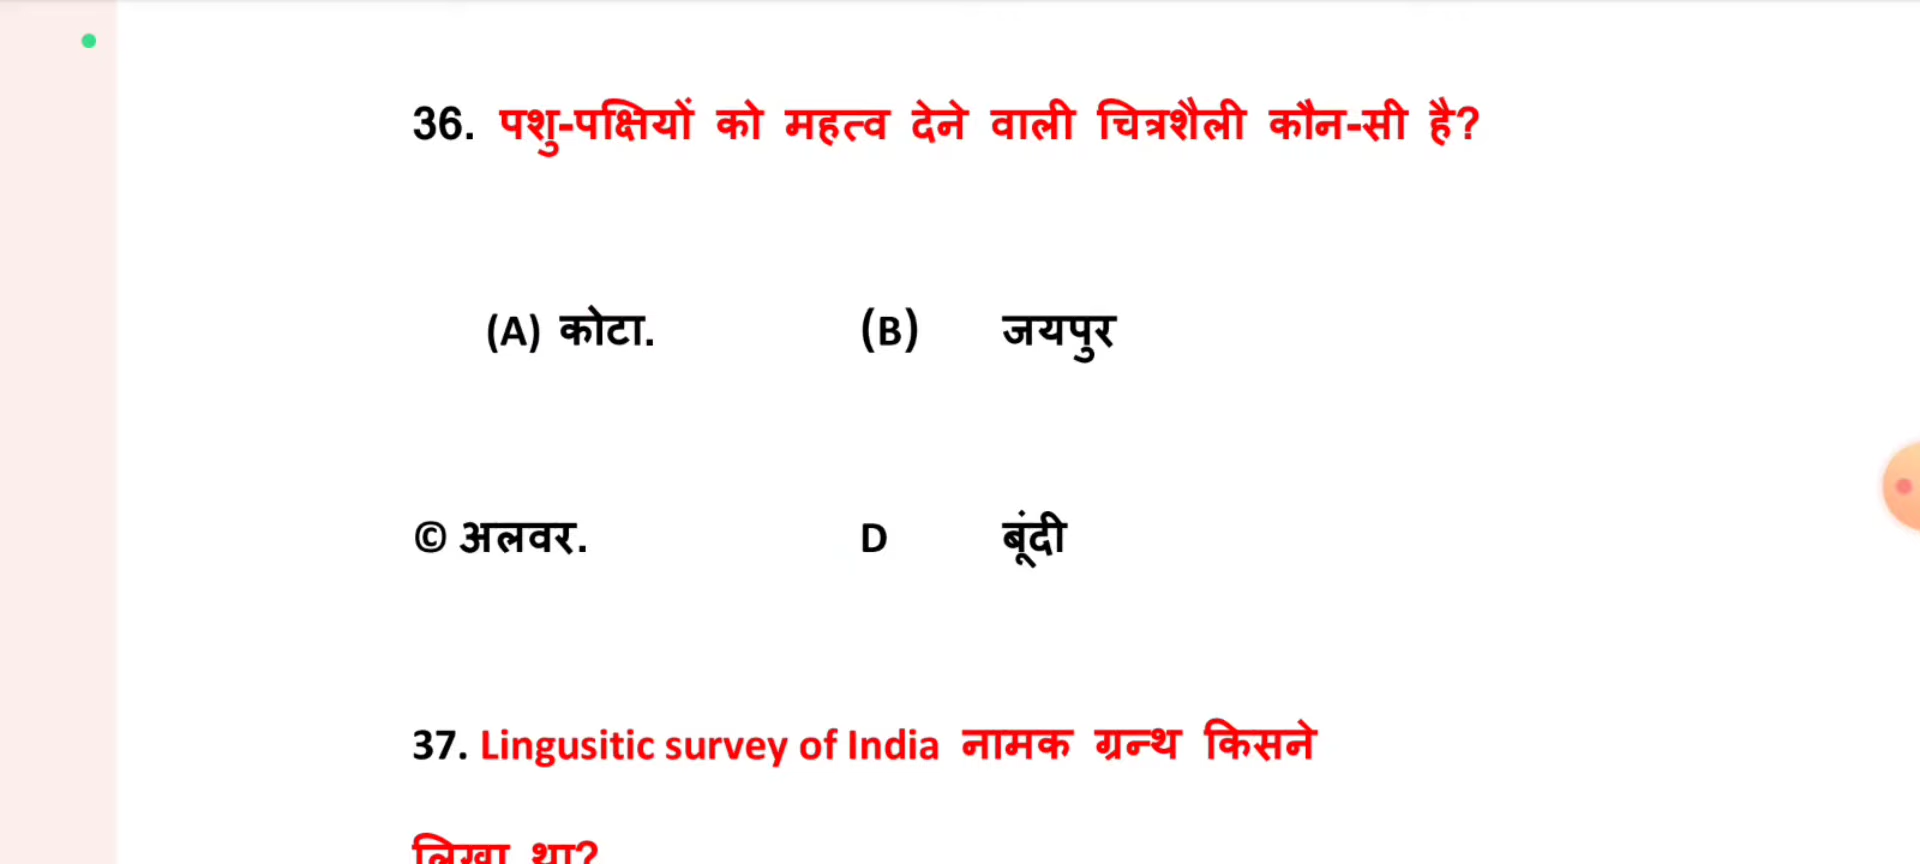 36. पशु-पक्षियों को महत्व देने वाली चित्रशैली कौन-सी है?
(A) कोटा. (B) जयपुर
© अलवर. D बूंदी
37. Lingusitic survey of India नामक ग्रन्थ किसने
लिखा था?